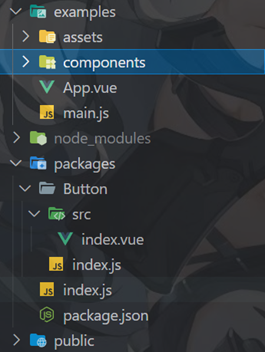 examples
assets
components
App.vue
JS main.js
node_modules
packages
Button
src
index.vue
JS index.js
JS index.js
package.json
public